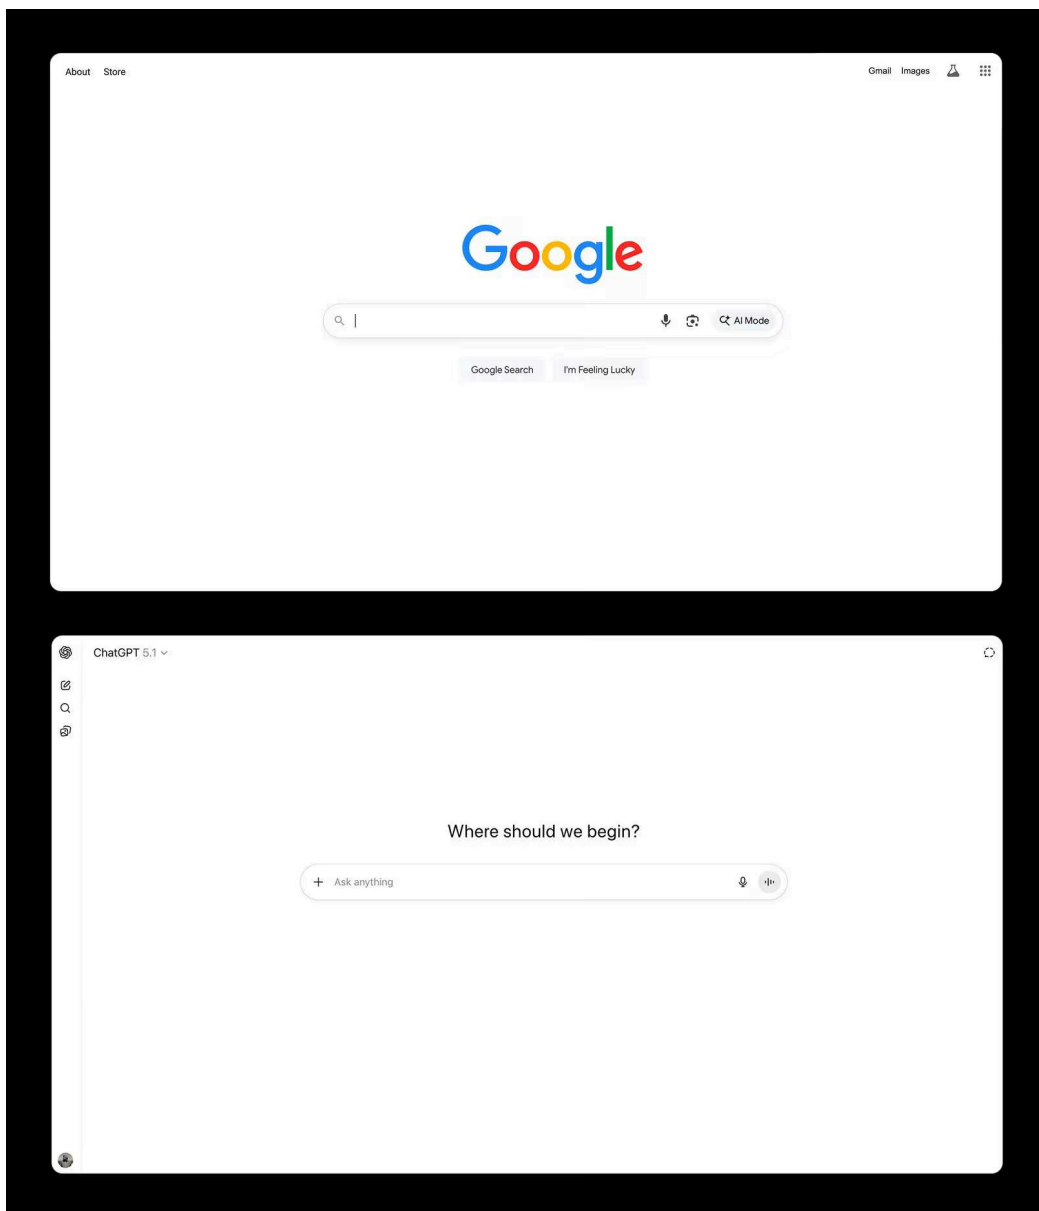 About Store Gmail Images
Google
AI Mode
Google Search I'm Feeling Lucky
ChatGPT 5.1
Where should we begin?
Ask anything